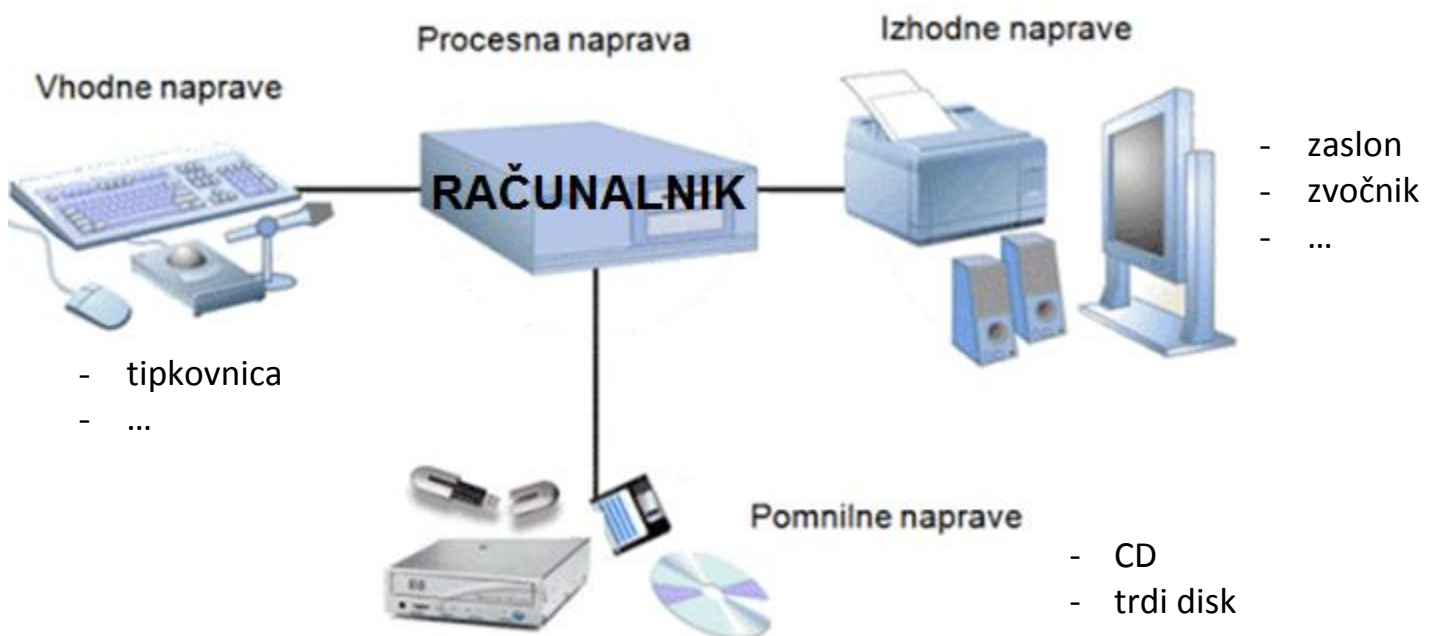 Izhodne naprave
Procesna naprava
Vhodne naprave
RAČUNALNIK
- zaslon
- zvočnik
- ...
- tipkovnica
- ...
Pomnilne naprave
- CD
- trdi disk